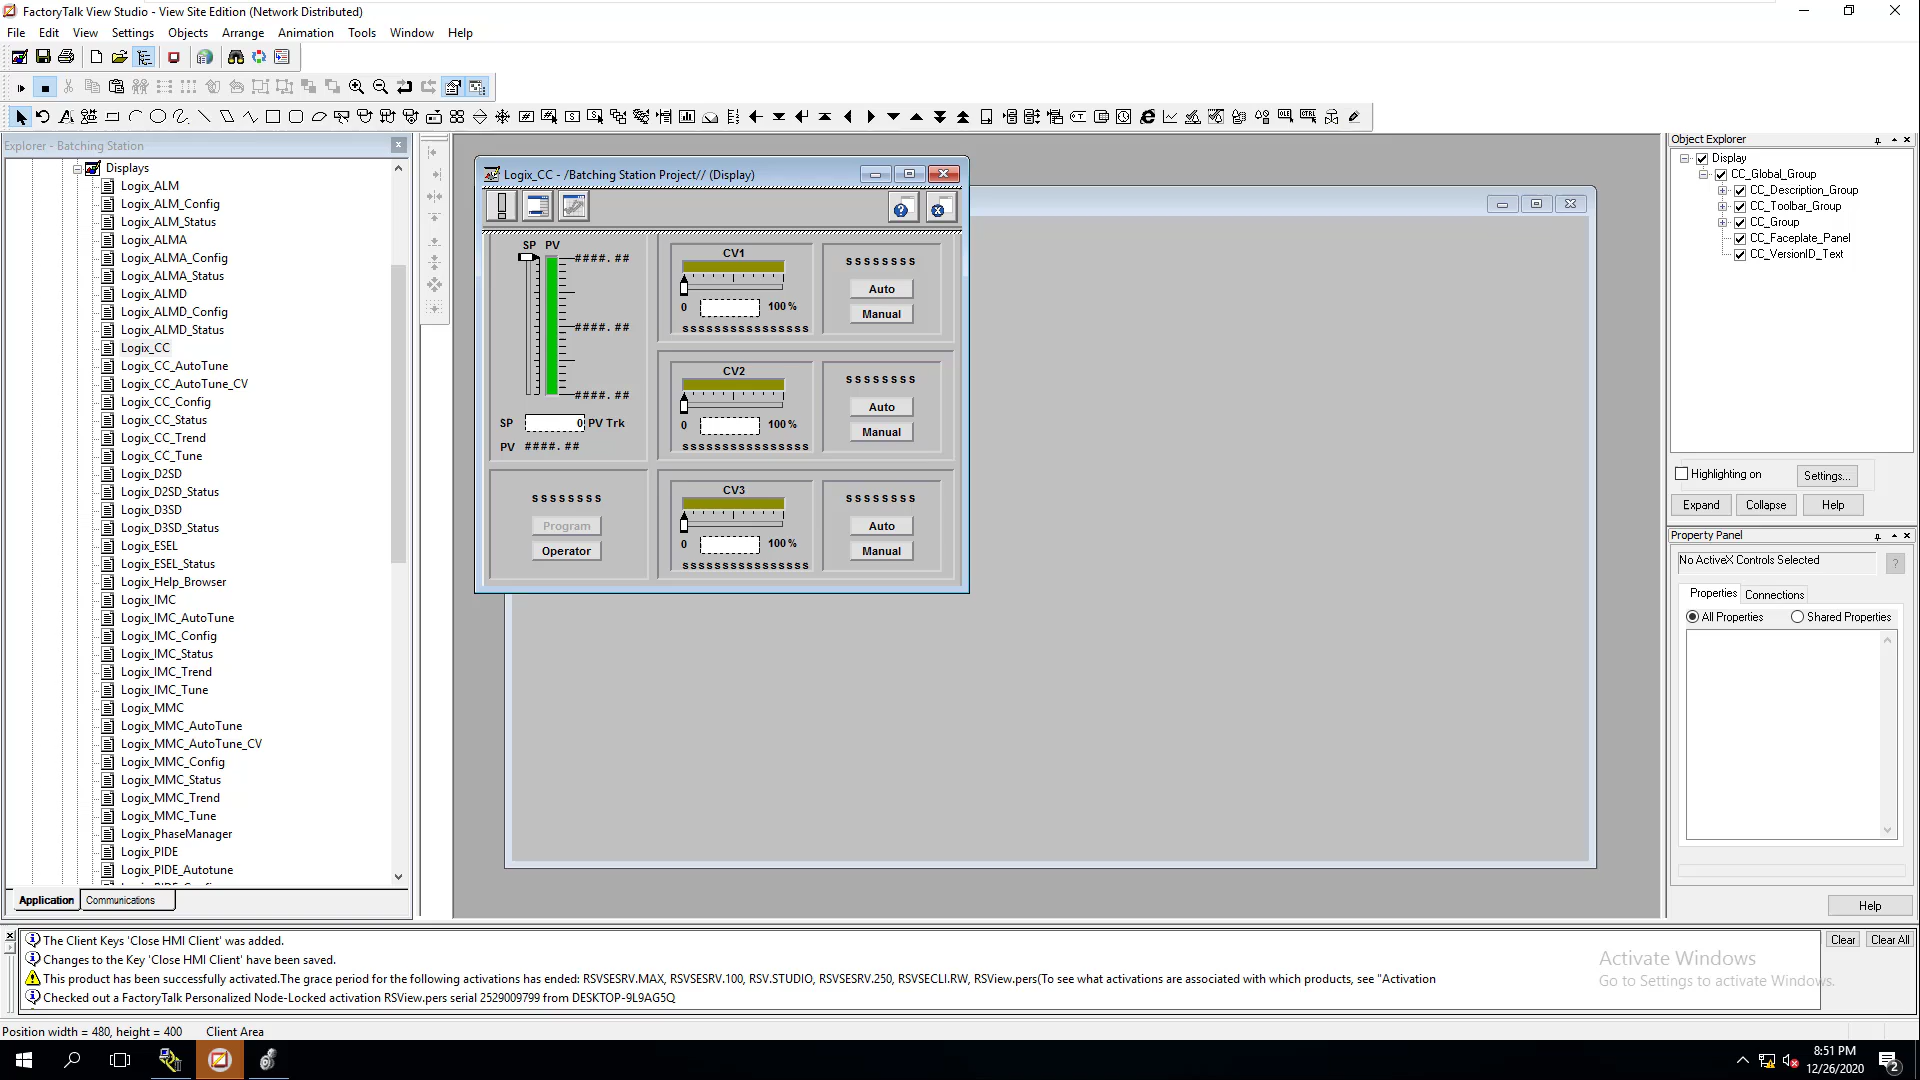 FactoryTalk View Studio - View Site Edition (Network Distributed)
File Edit View Settings Objects Arrange Animation Tools Window Help
Explorer - Batching Station
Displays
Logix_ALM
Logix_ALM_Config
Logix_ALM_Status
Logix_ALMA
Logix_ALMA_Config
Logix_ALMA_Status
Logix_ALMD
Logix_ALMD_Config
Logix_ALMD_Status
Logix_CC
Logix_CC_AutoTune
Logix_CC_AutoTune_CV
Logix_CC_Config
Logix_CC_Status
Logix_CC_Trend
Logix_CC_Tune
Logix_D2SD
Logix_D2SD_Status
Logix_D3SD
Logix_D3SD_Status
Logix_ESEL
Logix_ESEL_Status
Logix_Help_Browser
Logix_IMC
Logix_IMC_AutoTune
Logix_IMC_Config
Logix_IMC_Status
Logix_IMC_Trend
Logix_IMC_Tune
Logix_MMC
Logix_MMC_AutoTune
Logix_MMC_AutoTune_CV
Logix_MMC_Config
Logix_MMC_Status
Logix_MMC_Trend
Logix_MMC_Tune
Logix_PhaseManager
Logix_PIDE
Logix_PIDE_Autotune
Application Communications
Logix_CC - /Batching Station Project// (Display)
SP PV
####.##
####.##
####.##
SP 0 PV Trk
PV ####.##
SSSSSSSS
Program
Operator
CV1
0 100 %
SSSSSSSSSSSSSSSS
SSSSSSSS
Auto
Manual
CV2
0 100 %
SSSSSSSSSSSSSSSS
SSSSSSSS
Auto
Manual
CV3
0 100 %
SSSSSSSSSSSSSSSS
SSSSSSSS
Auto
Manual
Object Explorer
Display
CC_Global_Group
CC_Description_Group
CC_Toolbar_Group
CC_Group
CC_Faceplate_Panel
CC_VersionID_Text
Highlighting on Settings...
Expand Collapse Help
Property Panel
No ActiveX Controls Selected ?
Properties Connections
All Properties Shared Properties
Help
The Client Keys 'Close HMI Client' was added.
Changes to the Key 'Close HMI Client' have been saved.
This product has been successfully activated.The grace period for the following activations has ended: RSVSESRV.MAX, RSVSESRV.100, RSV.STUDIO, RSVSESRV.250, RSVSECLI.RW, RSView.pers(To see what activations are associated with which products, see "Activation
Checked out a FactoryTalk Personalized Node-Locked activation RSView.pers serial 2529009799 from DESKTOP-9L9AG5Q
Clear Clear All
Activate Windows
Go to Settings to activate Windows.
Position width = 480, height = 400 Client Area
8:51 PM
12/26/2020
2